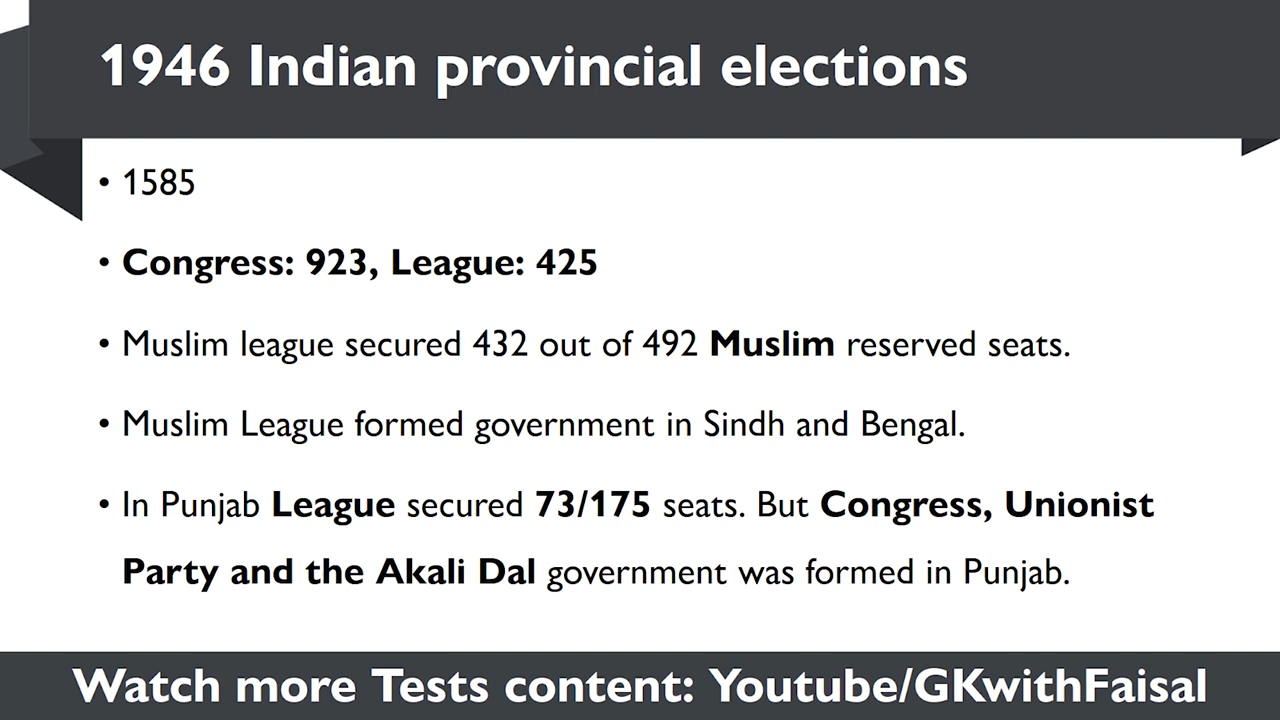 1946 Indian provincial elections
• 1585
• Congress: 923, League: 425
• Muslim league secured 432 out of 492 Muslim reserved seats.
• Muslim League formed government in Sindh and Bengal.
• In Punjab League secured 73/175 seats. But Congress, Unionist
Party and the Akali Dal government was formed in Punjab.
Watch more Tests content: Youtube/GKwithFaisal